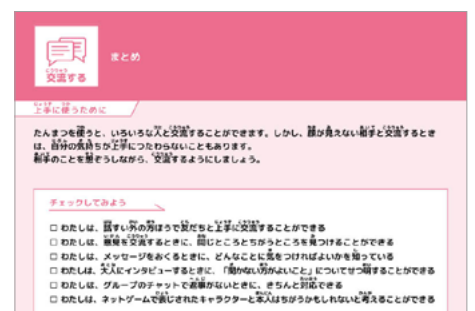 交流する
まとめ
上手に使うために
たんまつを使うと、いろいろな人と交流することができます。しかし、顔が見えない相手と交流するとき
は、自分の気持ちが上手につたわらないこともあります。
相手のことを想ぞうしながら、交流するようにしましょう。
チェックしてみよう
□ わたしは、話すい外の方ほうで友だちと上手に交流することができる
□ わたしは、意見を交流するときに、同じところとちがうところを見つけることができる
□ わたしは、メッセージをおくるときに、どんなことに気をつければよいかを知っている
□ わたしは、大人にインタビューするときに、「聞かない方がよいこと」についてせつ明することができる
□ わたしは、グループのチャットで返事がないときに、きちんと対応できる
□ わたしは、ネットゲームで表じされたキャラクターと本人はちがうかもしれないと考えることができる